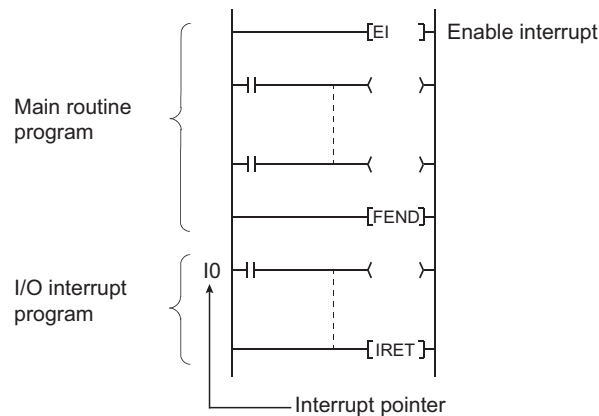 [EI ] Enable interrupt
Main routine
program
[FEND]
I0
I/O interrupt
program
[IRET ]
Interrupt pointer